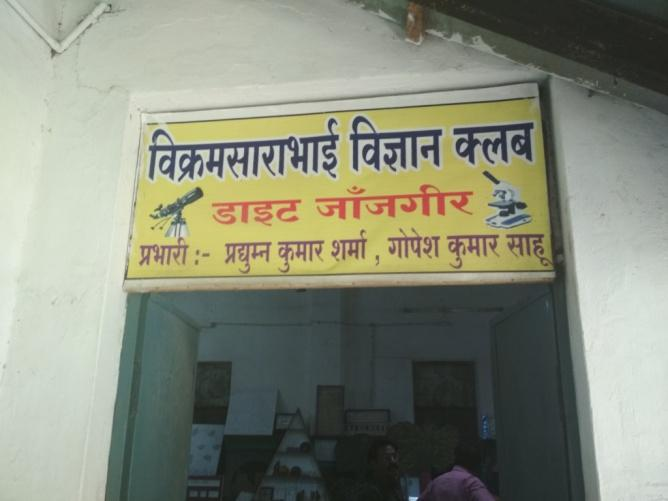 विक्रमसाराभाई विज्ञान क्लब
डाइट जाँजगीर
प्रभारी :- प्रद्युम्न कुमार शर्मा , गोपेश कुमार साहू